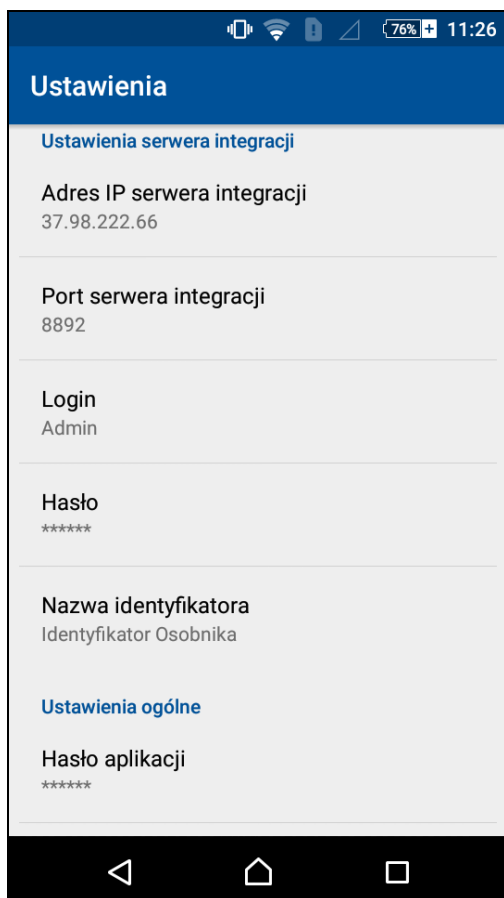 76% 11:26
Ustawienia
Ustawienia serwera integracji
Adres IP serwera integracji
37.98.222.66
Port serwera integracji
8892
Login
Admin
Hasło
******
Nazwa identyfikatora
Identyfikator Osobnika
Ustawienia ogólne
Hasło aplikacji
******